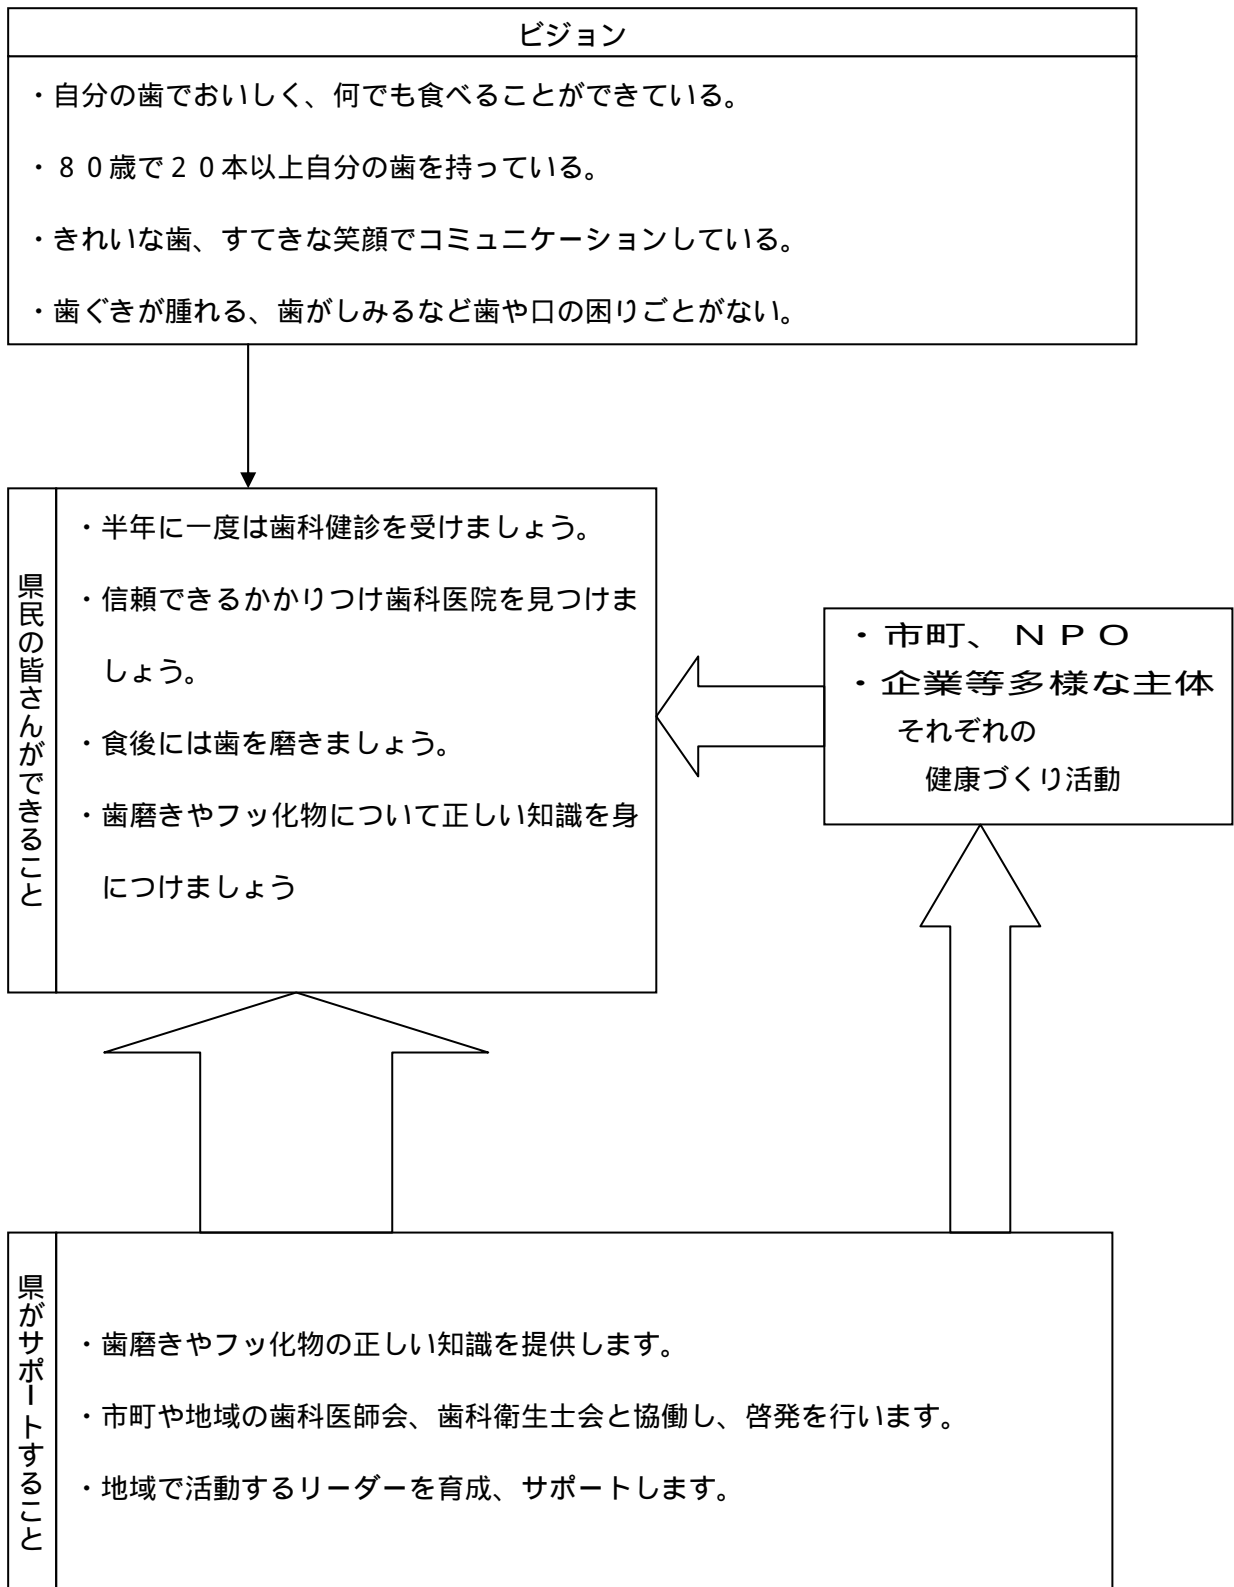 ビジョン
・自分の歯でおいしく、何でも食べることができている。
・８０歳で２０本以上自分の歯を持っている。
・きれいな歯、すてきな笑顔でコミュニケーションしている。
・歯ぐきが腫れる、歯がしみるなど歯や口の困りごとがない。
県民の皆さんができること
・半年に一度は歯科健診を受けましょう。
・信頼できるかかりつけ歯科医院を見つけま
しょう。
・食後には歯を磨きましょう。
・歯磨きやフッ化物について正しい知識を身
につけましょう
・市町、ＮＰＯ
・企業等多様な主体
それぞれの
健康づくり活動
県がサポートすること
・歯磨きやフッ化物の正しい知識を提供します。
・市町や地域の歯科医師会、歯科衛生士会と協働し、啓発を行います。
・地域で活動するリーダーを育成、サポートします。